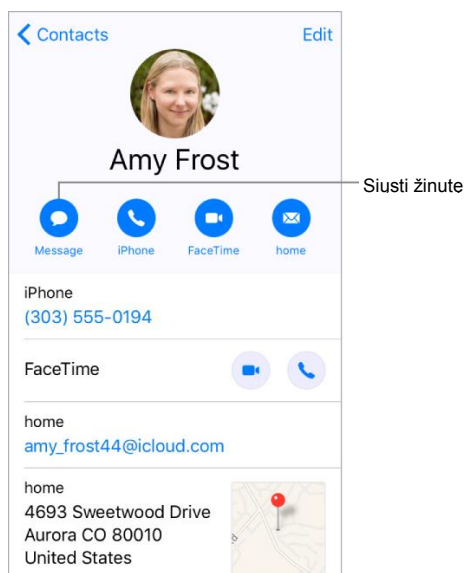 Contacts
Edit
Amy Frost
Siusti žinute
Message
iPhone
FaceTime
home
iPhone
(303) 555-0194
FaceTime
home
amy_frost44@icloud.com
home
4693 Sweetwood Drive
Aurora CO 80010
United States